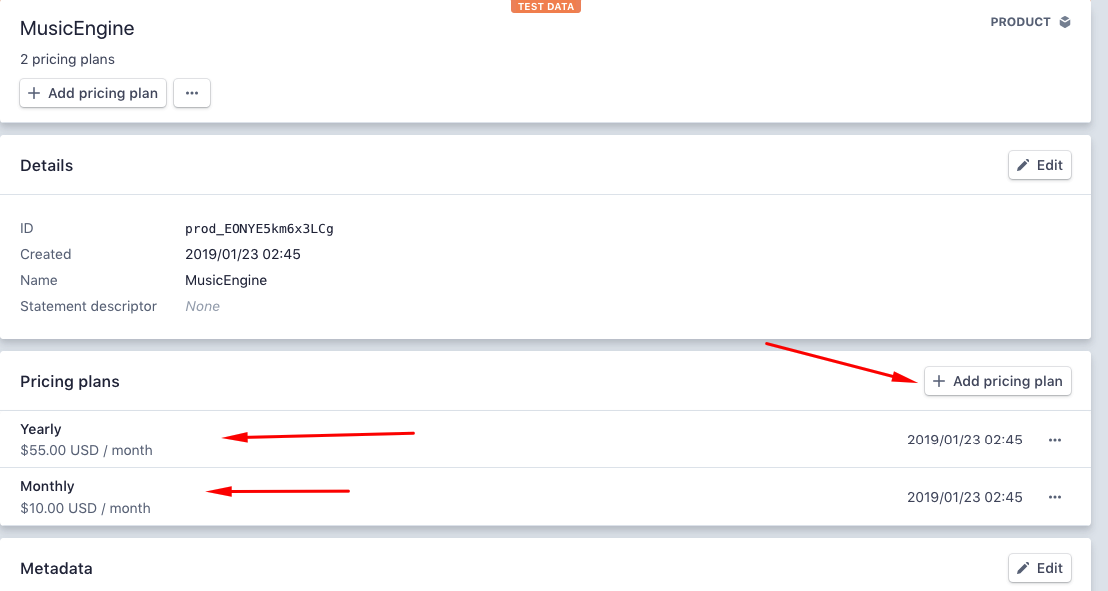 TEST DATA
MusicEngine
PRODUCT
2 pricing plans
+ Add pricing plan
Details
Edit
ID prod_EONYE5km6x3LCg
Created 2019/01/23 02:45
Name MusicEngine
Statement descriptor None
Pricing plans
+ Add pricing plan
Yearly
$55.00 USD / month
2019/01/23 02:45
Monthly
$10.00 USD / month
2019/01/23 02:45
Metadata
Edit